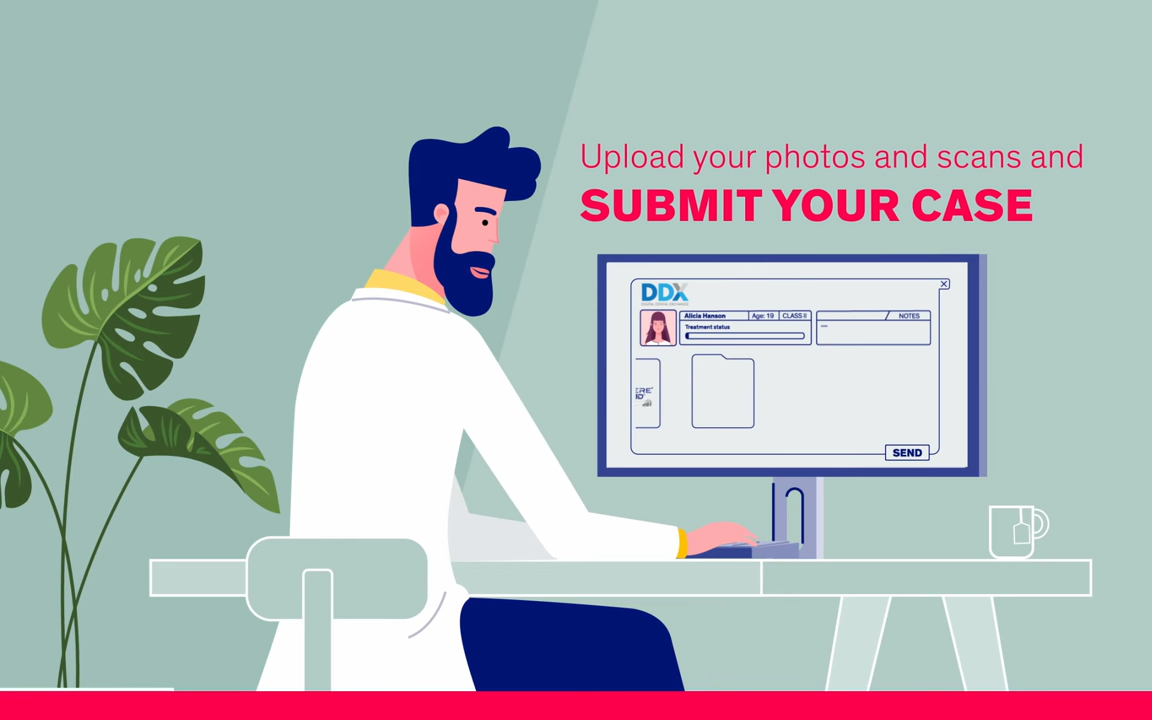 Upload your photos and scans and
SUBMIT YOUR CASE
DDX
Alicia Hanson Age: 19 CLASS II NOTES
Treatment status
SEND